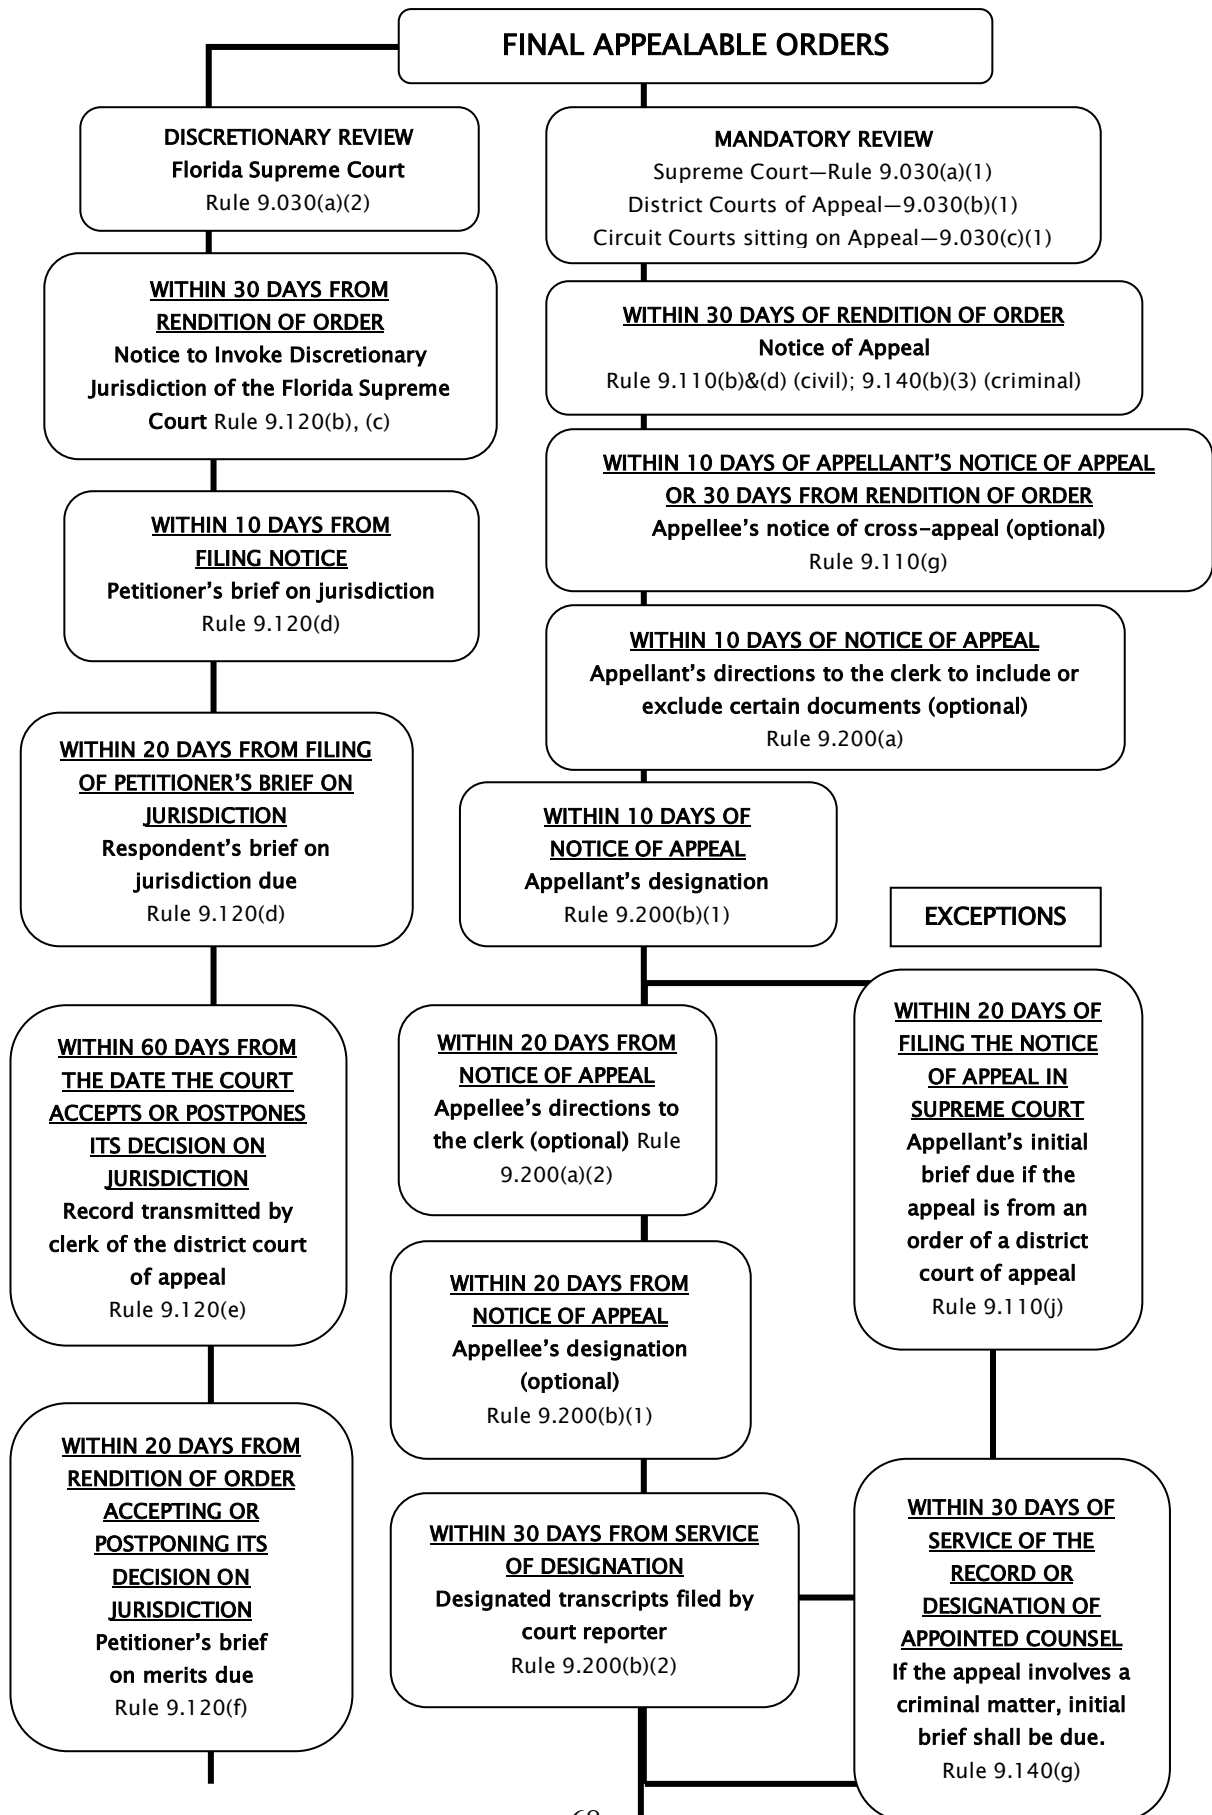 FINAL APPEALABLE ORDERS
DISCRETIONARY REVIEW
Florida Supreme Court
Rule 9.030(a)(2)
WITHIN 30 DAYS FROM
RENDITION OF ORDER
Notice to Invoke Discretionary
Jurisdiction of the Florida Supreme
Court Rule 9.120(b), (c)
WITHIN 10 DAYS FROM
FILING NOTICE
Petitioner’s brief on jurisdiction
Rule 9.120(d)
WITHIN 20 DAYS FROM FILING
OF PETITIONER’S BRIEF ON
JURISDICTION
Respondent’s brief on
jurisdiction due
Rule 9.120(d)
WITHIN 60 DAYS FROM
THE DATE THE COURT
ACCEPTS OR POSTPONES
ITS DECISION ON
JURISDICTION
Record transmitted by
clerk of the district court
of appeal
Rule 9.120(e)
WITHIN 20 DAYS FROM
RENDITION OF ORDER
ACCEPTING OR
POSTPONING ITS
DECISION ON
JURISDICTION
Petitioner’s brief
on merits due
Rule 9.120(f)
MANDATORY REVIEW
Supreme Court—Rule 9.030(a)(1)
District Courts of Appeal—9.030(b)(1)
Circuit Courts sitting on Appeal—9.030(c)(1)
WITHIN 30 DAYS OF RENDITION OF ORDER
Notice of Appeal
Rule 9.110(b)&(d) (civil); 9.140(b)(3) (criminal)
WITHIN 10 DAYS OF APPELLANT’S NOTICE OF APPEAL
OR 30 DAYS FROM RENDITION OF ORDER
Appellee’s notice of cross-appeal (optional)
Rule 9.110(g)
WITHIN 10 DAYS OF NOTICE OF APPEAL
Appellant’s directions to the clerk to include or
exclude certain documents (optional)
Rule 9.200(a)
WITHIN 10 DAYS OF
NOTICE OF APPEAL
Appellant’s designation
Rule 9.200(b)(1)
WITHIN 20 DAYS FROM
NOTICE OF APPEAL
Appellee’s directions to
the clerk (optional) Rule
9.200(a)(2)
WITHIN 20 DAYS FROM
NOTICE OF APPEAL
Appellee’s designation
(optional)
Rule 9.200(b)(1)
WITHIN 30 DAYS FROM SERVICE
OF DESIGNATION
Designated transcripts filed by
court reporter
Rule 9.200(b)(2)
EXCEPTIONS
WITHIN 20 DAYS OF
FILING THE NOTICE
OF APPEAL IN
SUPREME COURT
Appellant’s initial
brief due if the
appeal is from an
order of a district
court of appeal
Rule 9.110(j)
WITHIN 30 DAYS OF
SERVICE OF THE
RECORD OR
DESIGNATION OF
APPOINTED COUNSEL
If the appeal involves a
criminal matter, initial
brief shall be due.
Rule 9.140(g)